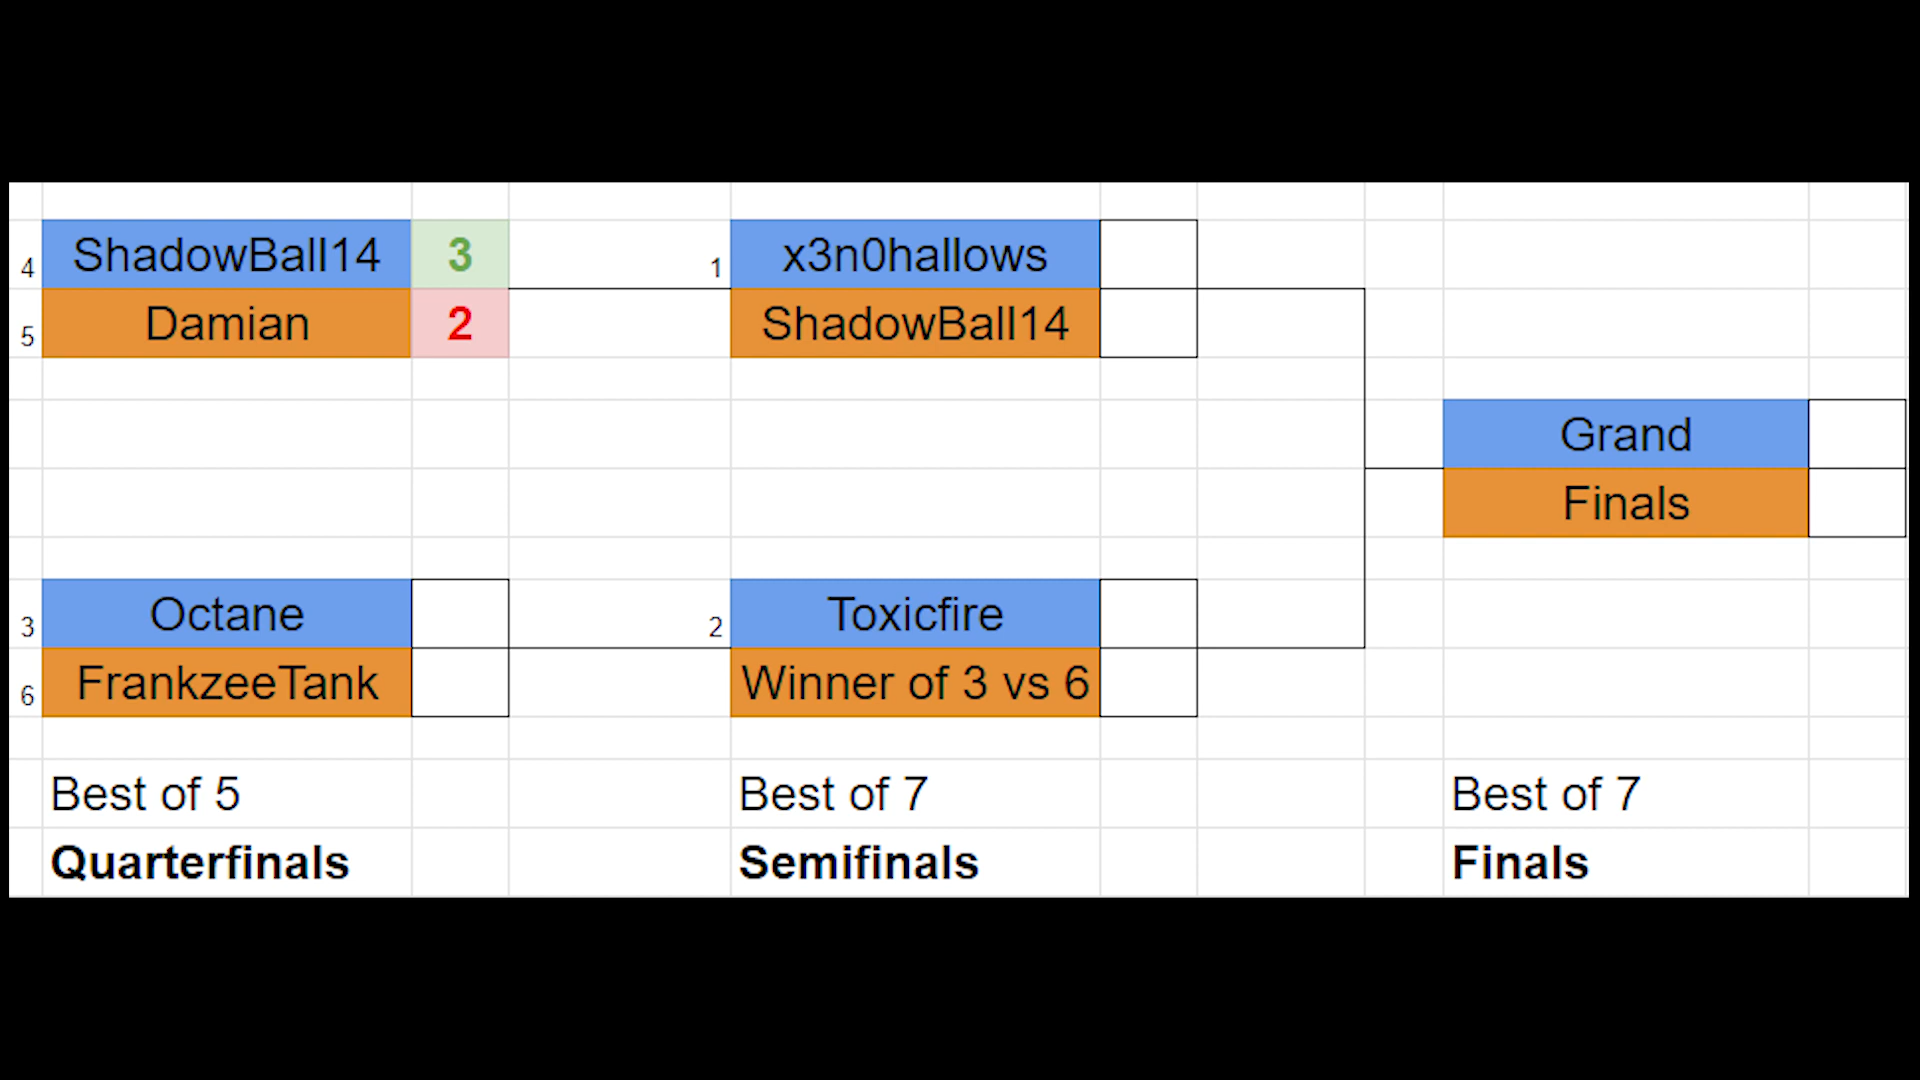 4 ShadowBall14 3
5 Damian 2
1 x3n0hallows
ShadowBall14
Grand
Finals
3 Octane
6 FrankzeeTank
2 Toxicfire
Winner of 3 vs 6
Best of 5
Quarterfinals
Best of 7
Semifinals
Best of 7
Finals